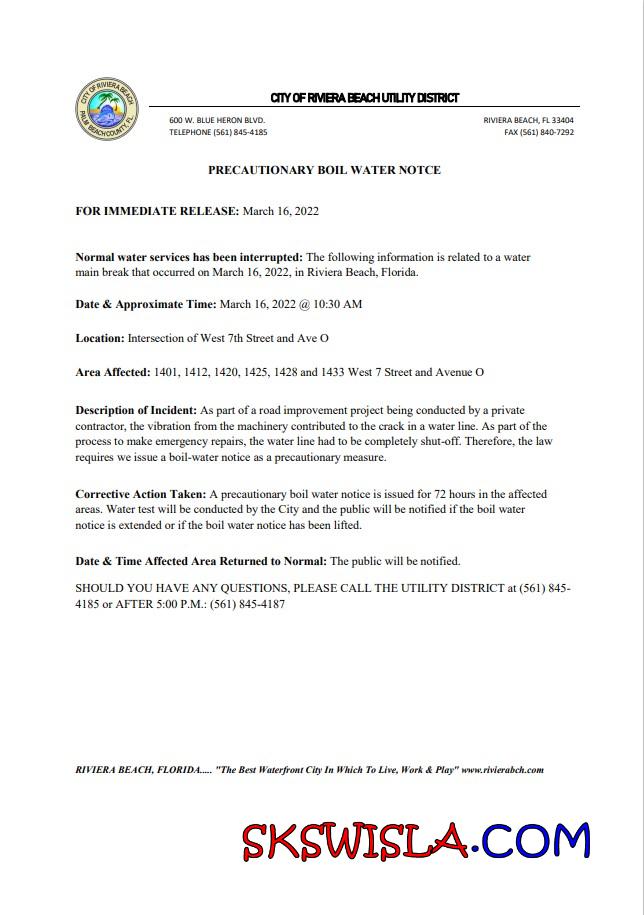 CITY OF RIVIERA BEACH
PALM BEACH COUNTY, FL.
CITY OF RIVIERA BEACH UTILITY DISTRICT
600 W. BLUE HERON BLVD. RIVIERA BEACH, FL 33404
TELEPHONE (561) 845-4185 FAX (561) 840-7292
PRECAUTIONARY BOIL WATER NOTCE
FOR IMMEDIATE RELEASE: March 16, 2022
Normal water services has been interrupted: The following information is related to a water
main break that occurred on March 16, 2022, in Riviera Beach, Florida.
Date & Approximate Time: March 16, 2022 @ 10:30 AM
Location: Intersection of West 7th Street and Ave O
Area Affected: 1401, 1412, 1420, 1425, 1428 and 1433 West 7 Street and Avenue O
Description of Incident: As part of a road improvement project being conducted by a private
contractor, the vibration from the machinery contributed to the crack in a water line. As part of the
process to make emergency repairs, the water line had to be completely shut-off. Therefore, the law
requires we issue a boil-water notice as a precautionary measure.
Corrective Action Taken: A precautionary boil water notice is issued for 72 hours in the affected
areas. Water test will be conducted by the City and the public will be notified if the boil water
notice is extended or if the boil water notice has been lifted.
Date & Time Affected Area Returned to Normal: The public will be notified.
SHOULD YOU HAVE ANY QUESTIONS, PLEASE CALL THE UTILITY DISTRICT at (561) 845-
4185 or AFTER 5:00 P.M.: (561) 845-4187
RIVIERA BEACH, FLORIDA..... "The Best Waterfront City In Which To Live, Work & Play" www.rivierabch.com
SKSWISLA.COM